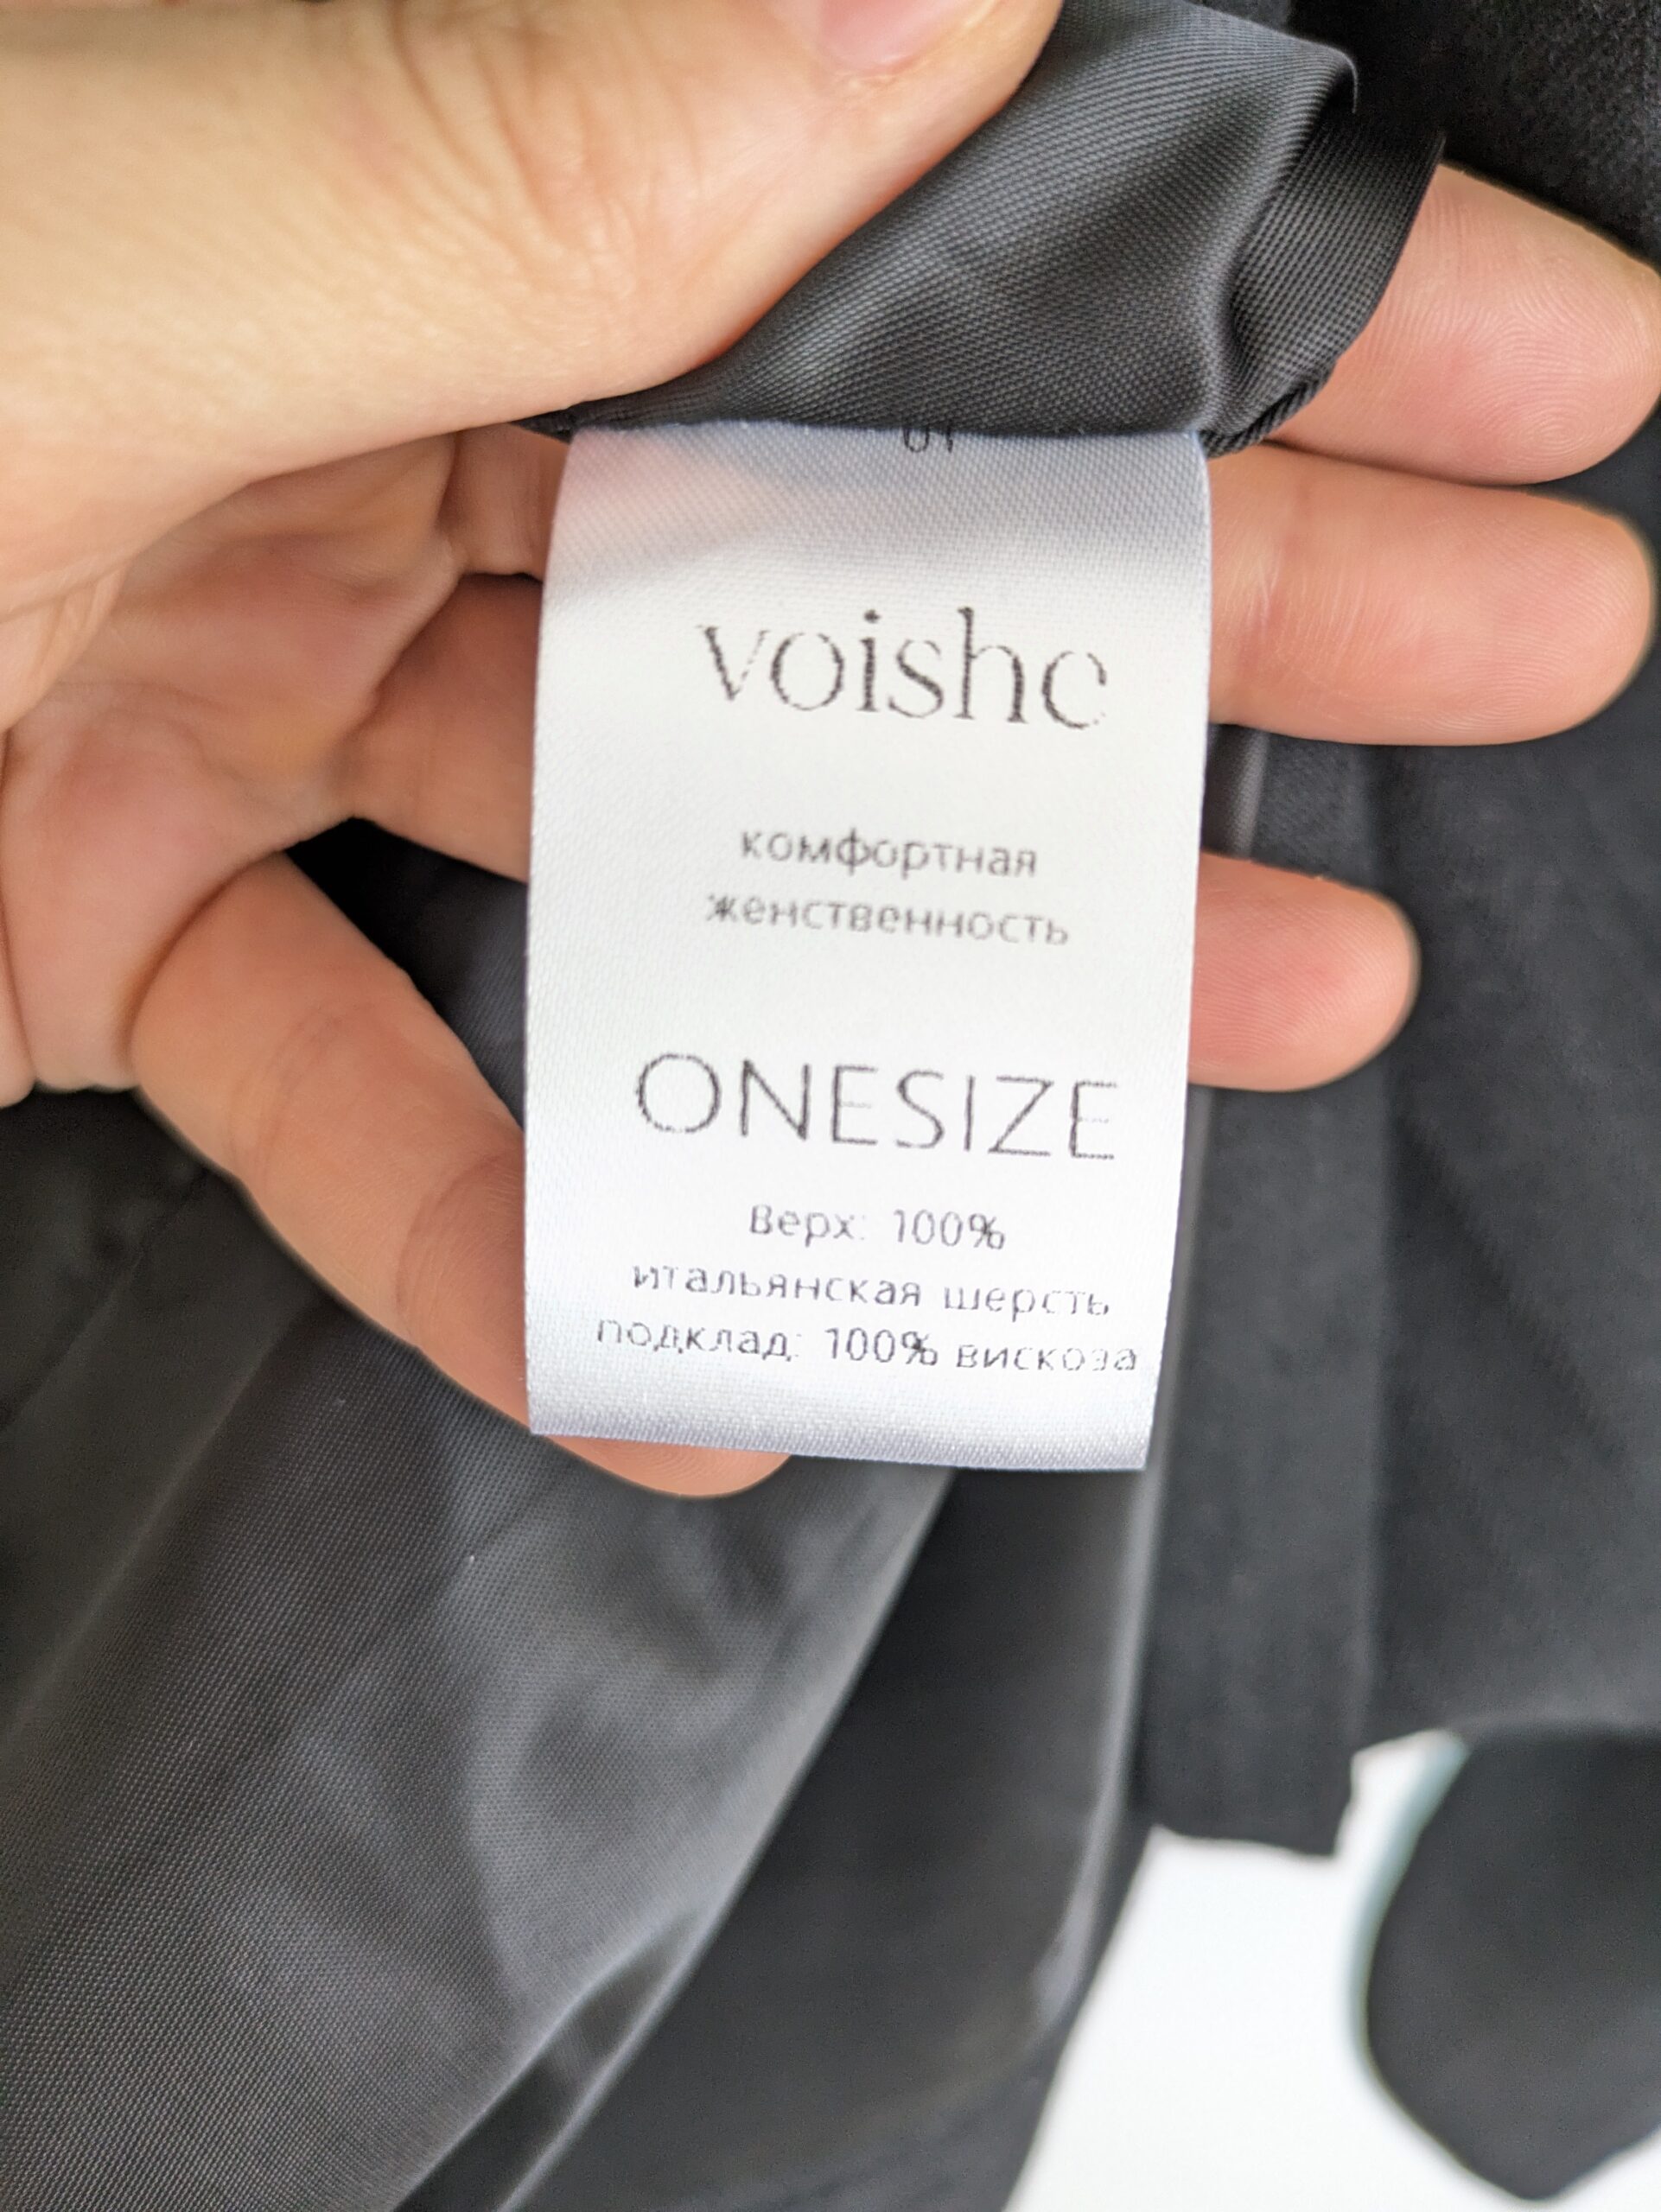 voishe
комфортная
женственность
ONESIZE
Верх: 100%
итальянская шерсть
подклад: 100% вискоза